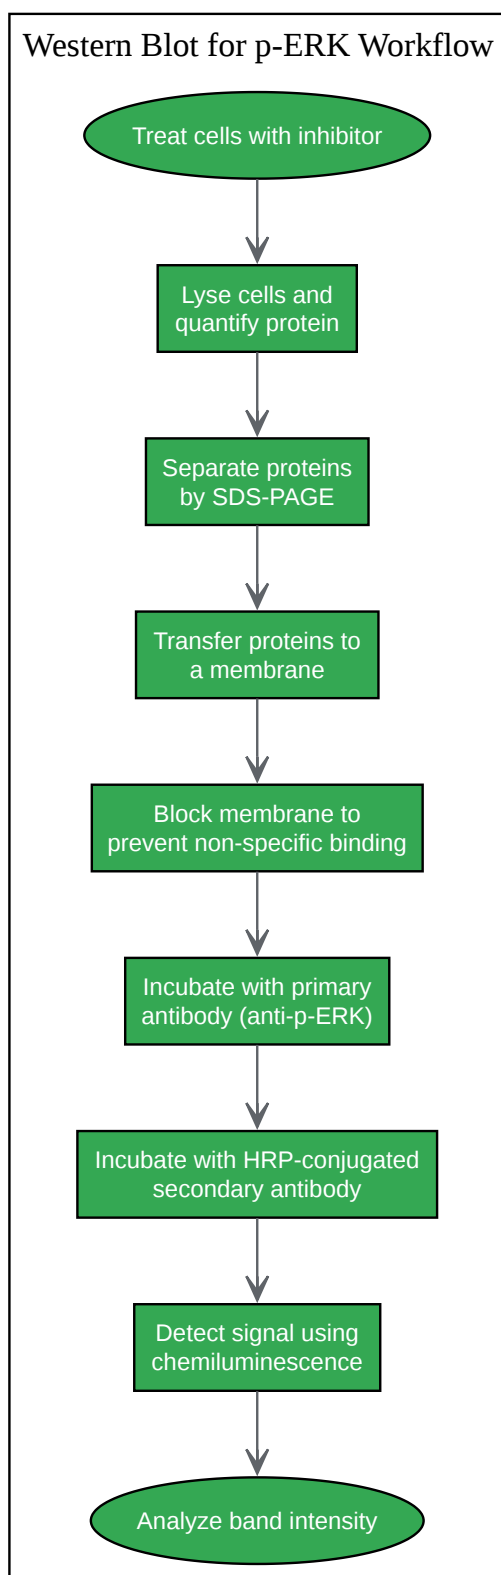 Western Blot for p-ERK Workflow
Treat cells with inhibitor
Lyse cells and
quantify protein
Separate proteins
by SDS-PAGE
Transfer proteins to
a membrane
Block membrane to
prevent non-specific binding
Incubate with primary
antibody (anti-p-ERK)
Incubate with HRP-conjugated
secondary antibody
Detect signal using
chemiluminescence
Analyze band intensity